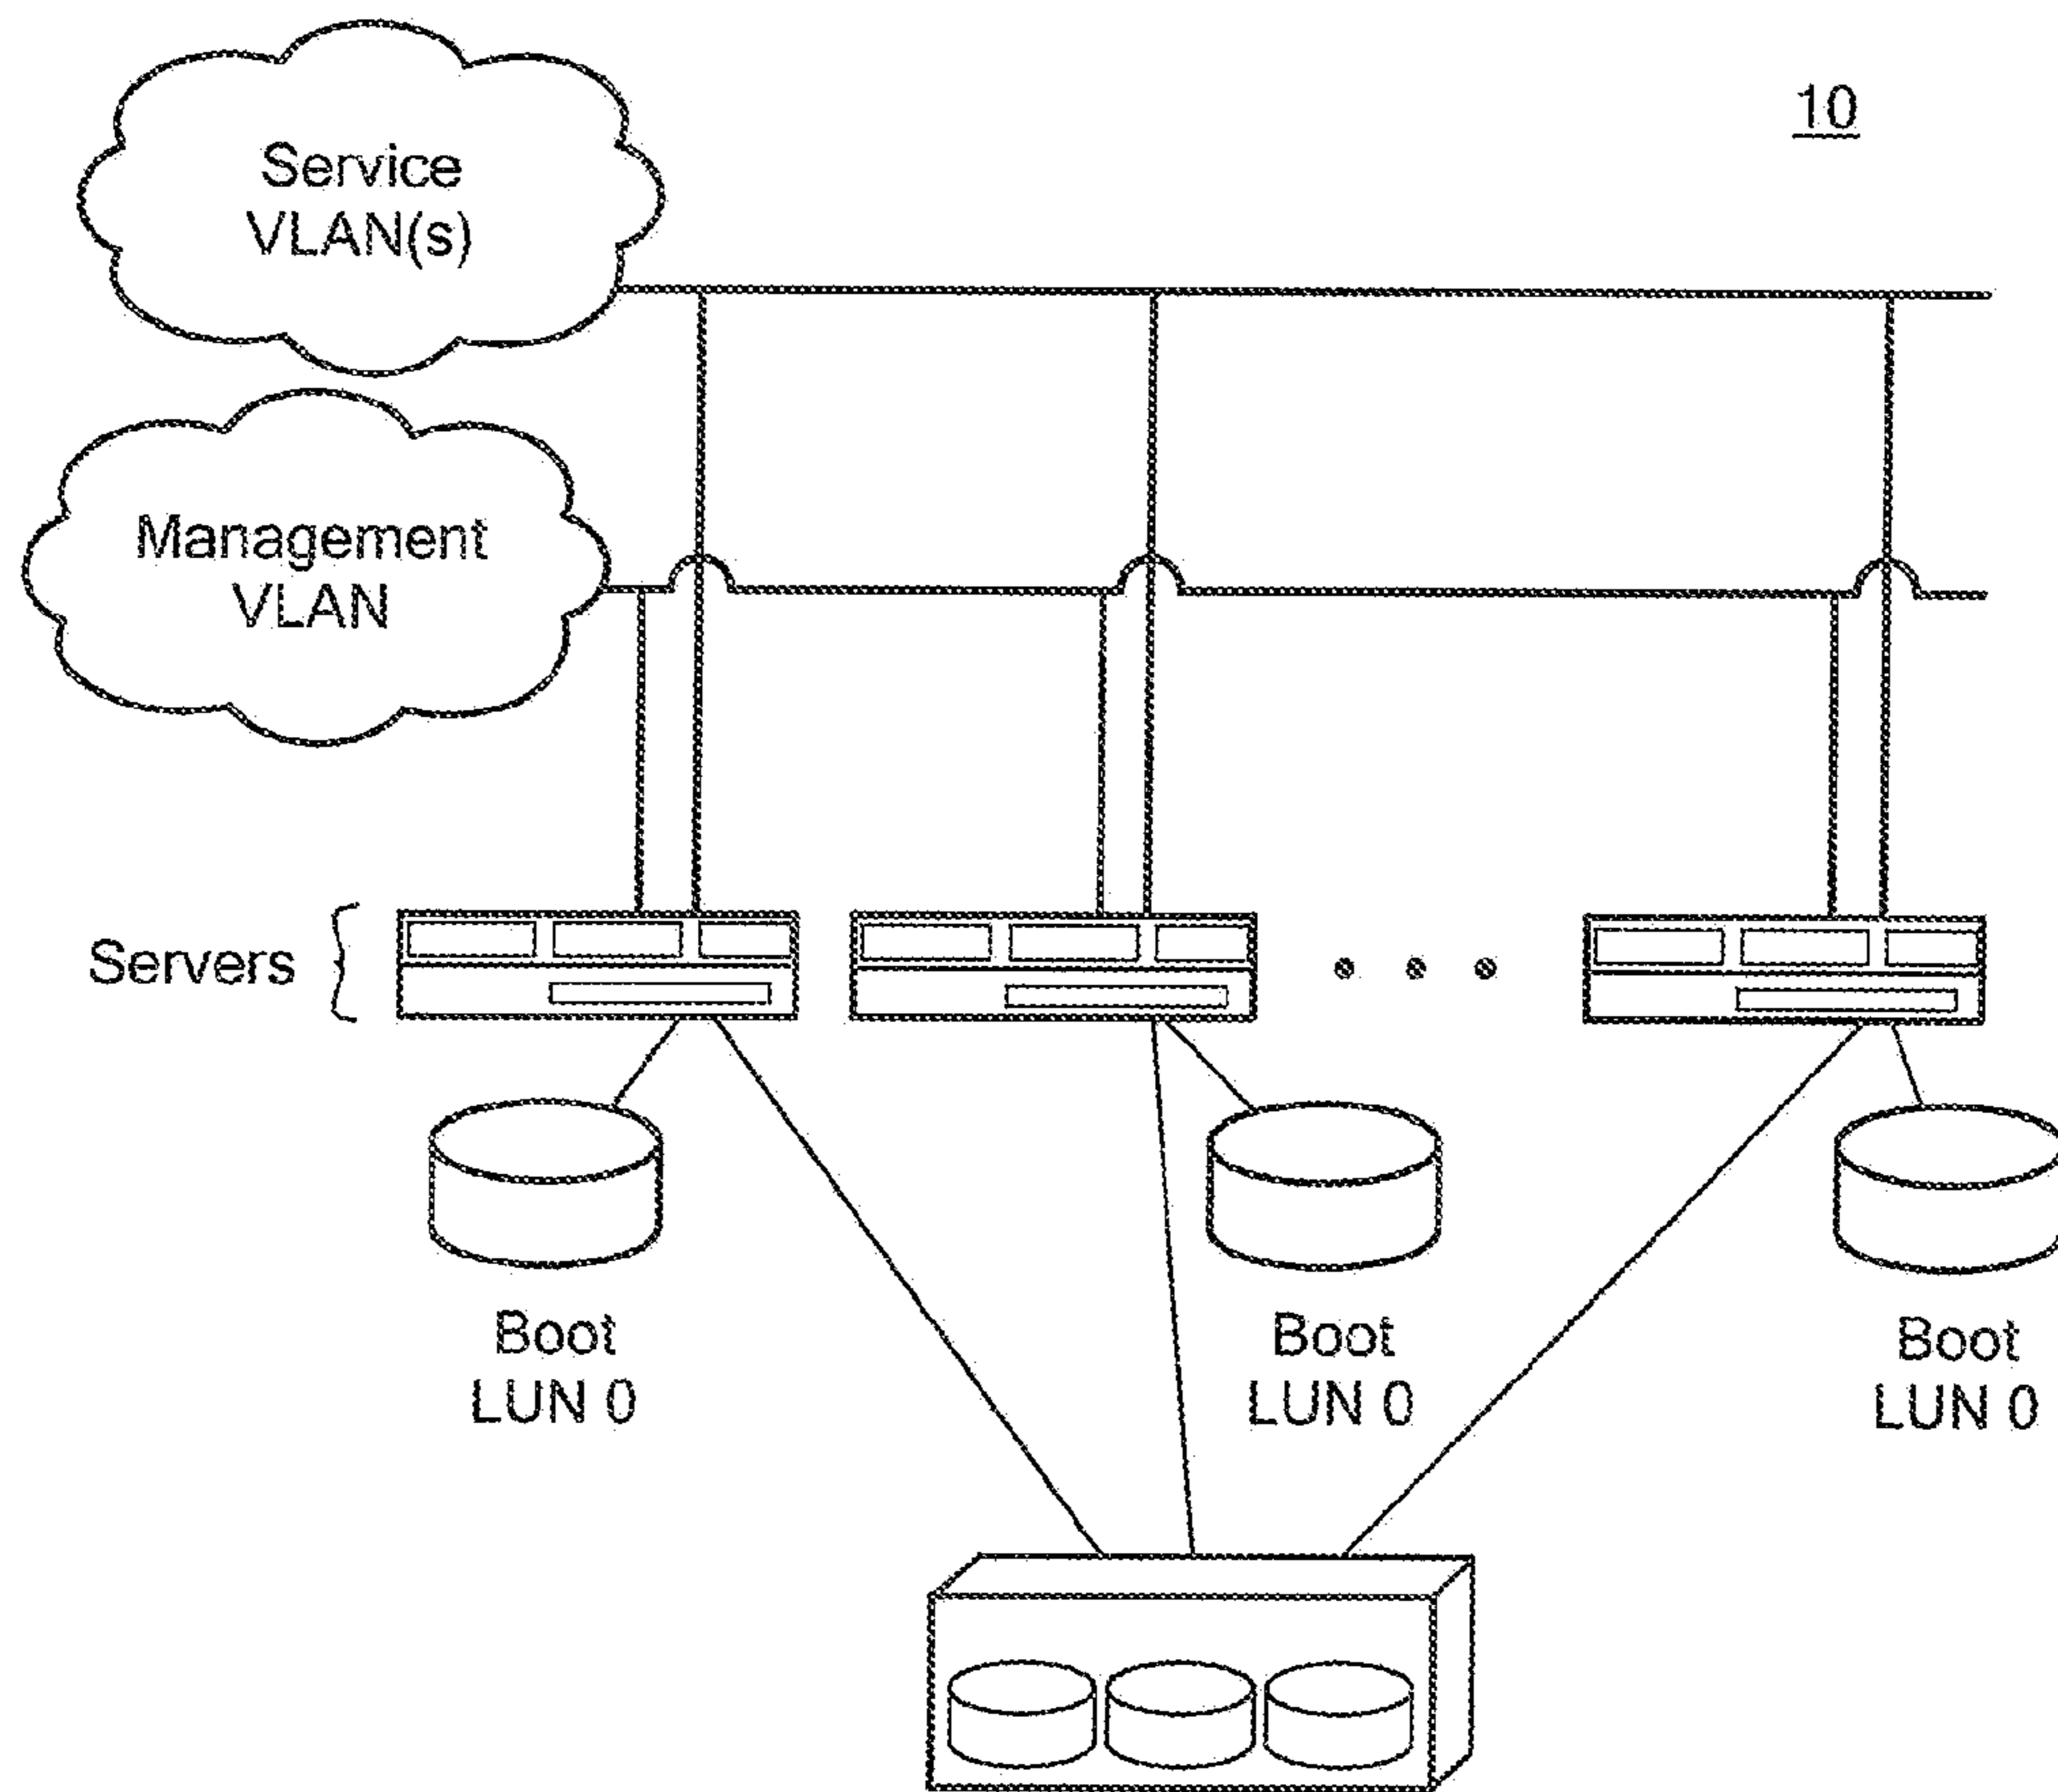 10
Service
VLAN(s)
Management
VLAN
Servers
Boot
LUN 0
Boot
LUN 0
Boot
LUN 0